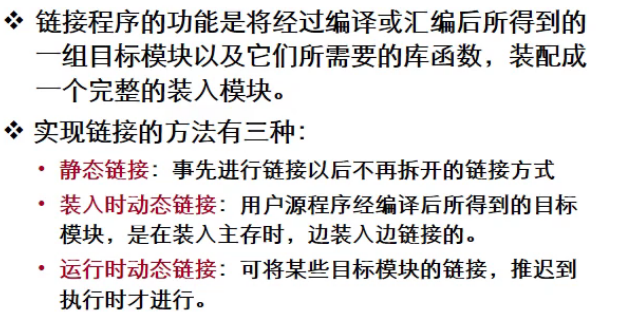 ❖ 链接程序的功能是将经过编译或汇编后所得到的
一组目标模块以及它们所需要的库函数，装配成
一个完整的装入模块。
❖ 实现链接的方法有三种：
• 静态链接：事先进行链接以后不再拆开的链接方式
• 装入时动态链接：用户源程序经编译后所得到的目标
模块，是在装入主存时，边装入边链接的。
• 运行时动态链接：可将某些目标模块的链接，推迟到
执行时才进行。